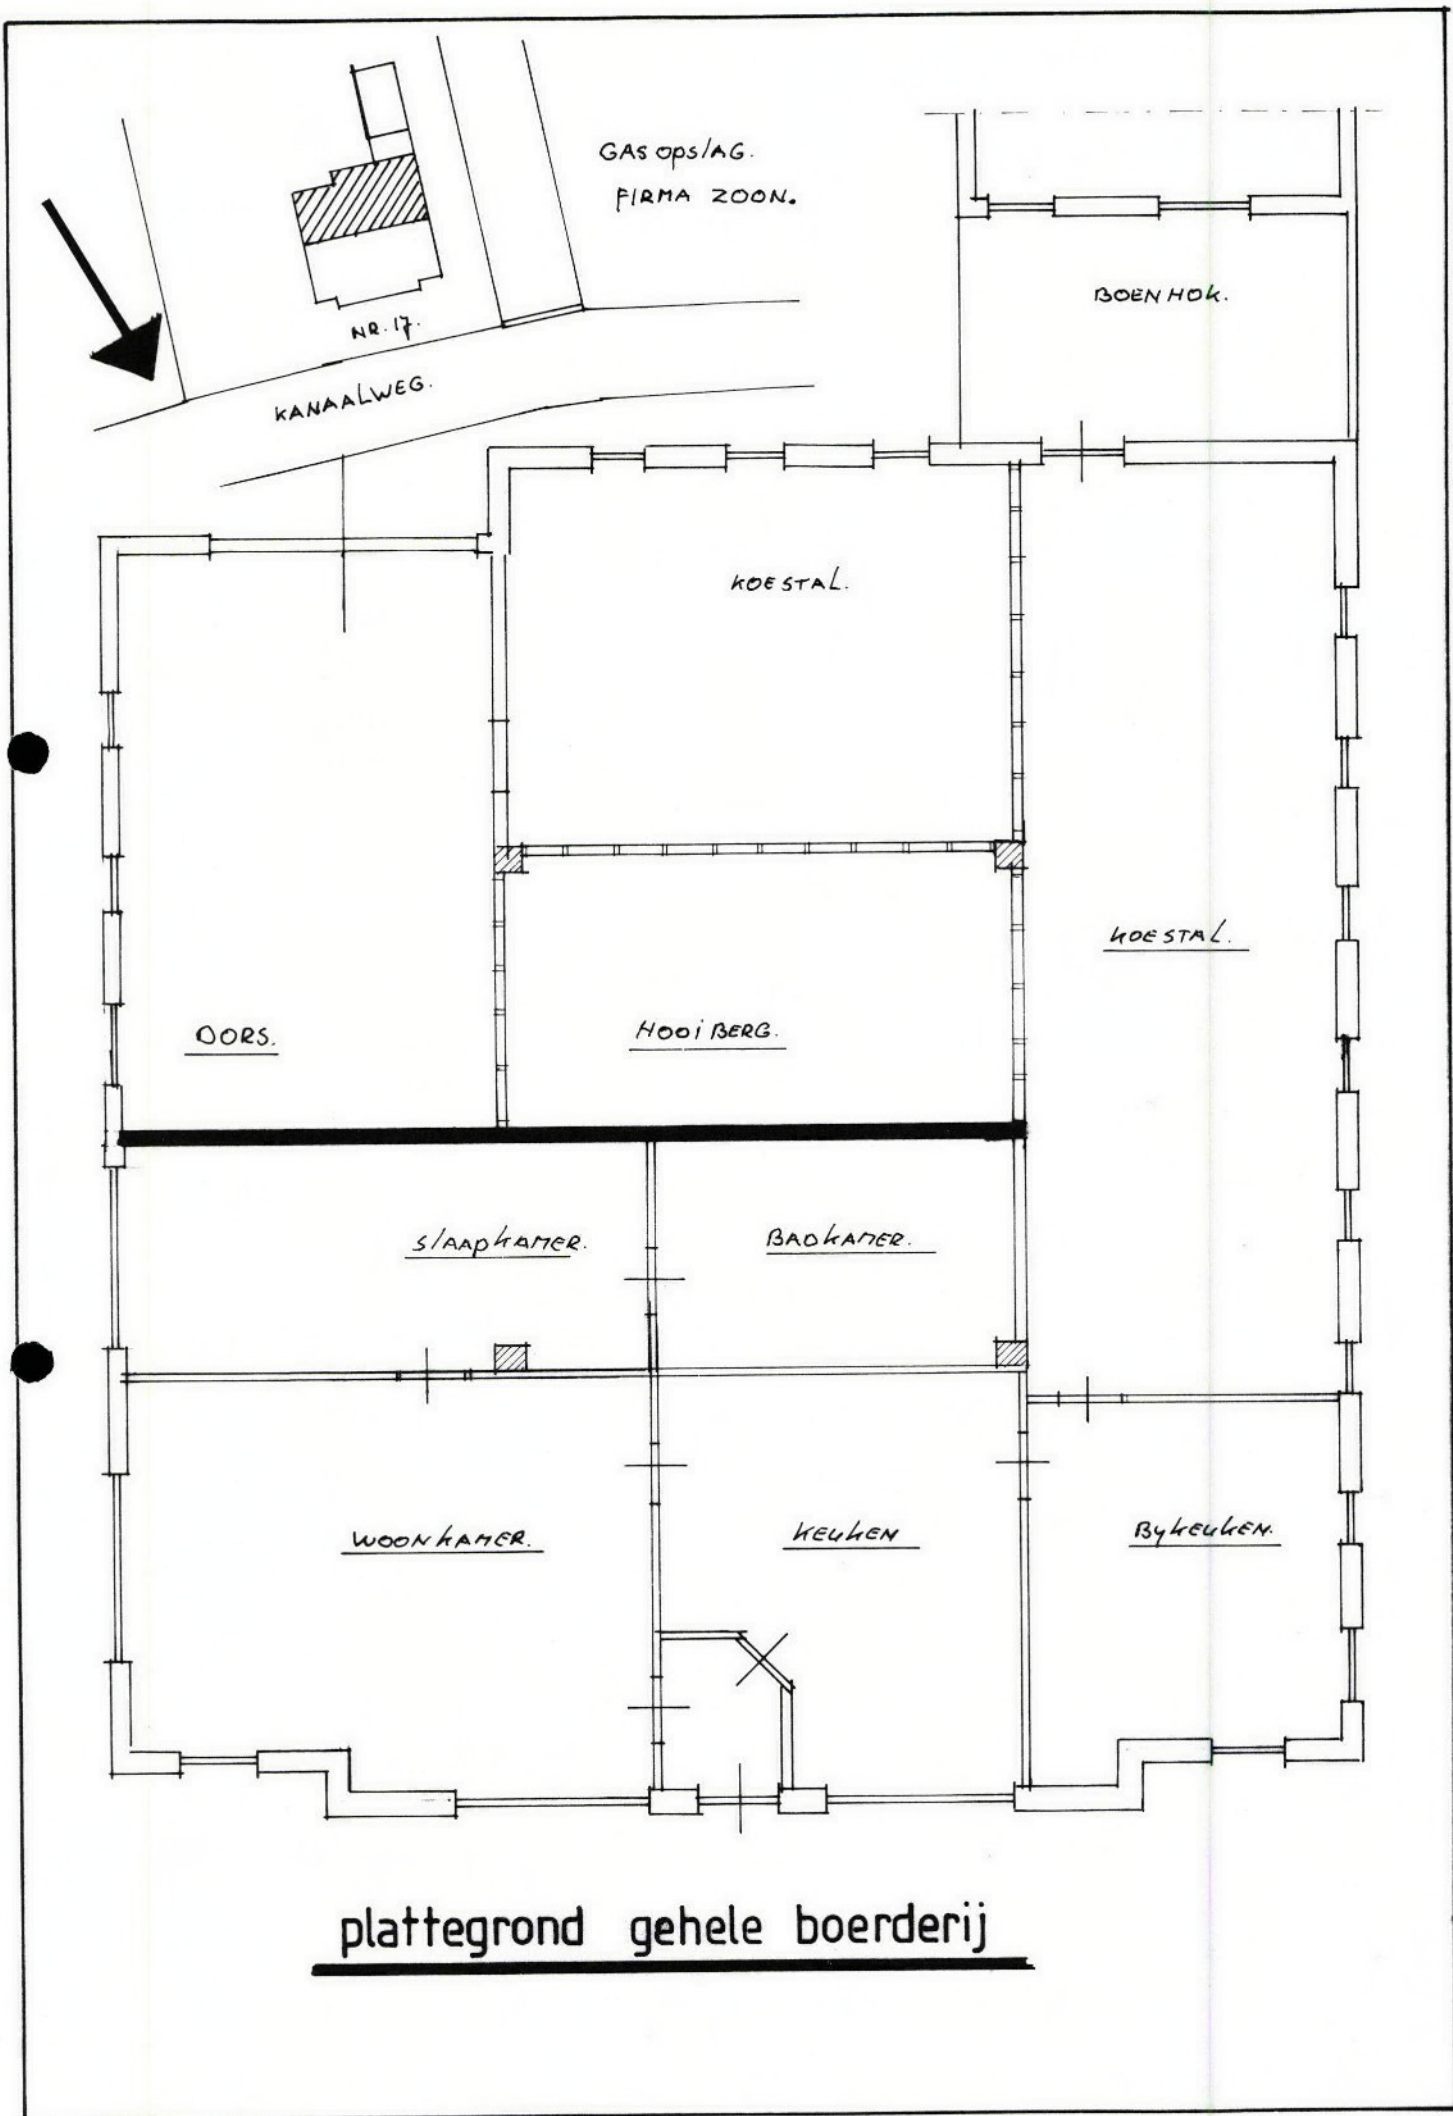 GAS opslAG.
FIRMA ZOON.
BOENHOK.
NR. 17.
KANAALWEG.
KOESTAL.
KOESTAL.
DORS.
HOOiBERG.
slAApkAMER.
BADKAMER.
WOONKAMER.
KEUKEN
BYKEUKEN.
plattegrond gehele boerderij